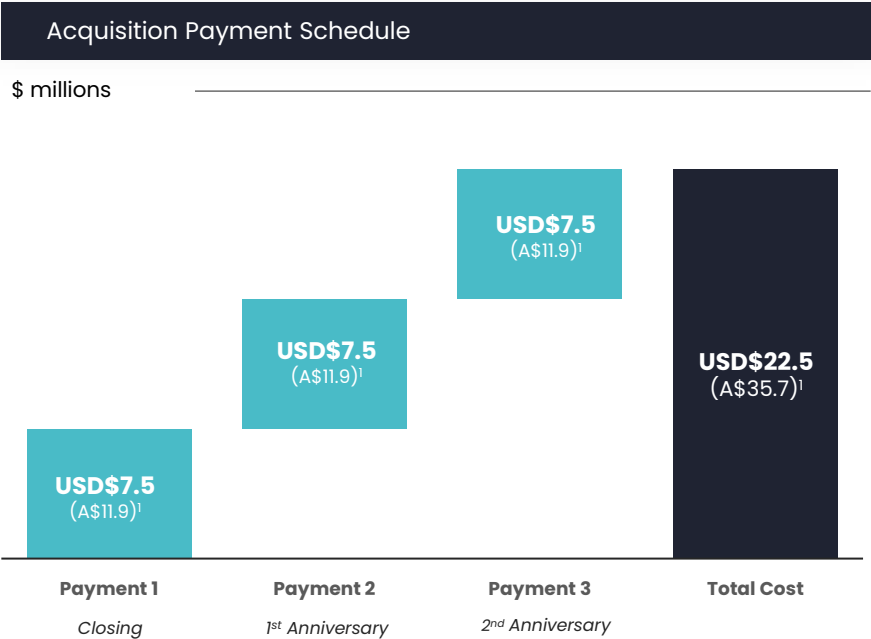 Acquisition Payment Schedule
$ millions
USD$7.5
(A$11.9)¹
USD$7.5
(A$11.9)¹
USD$7.5
(A$11.9)¹
USD$22.5
(A$35.7)¹
Payment 1
Payment 2
Payment 3
Total Cost
Closing
1ˢᵗ Anniversary
2ⁿᵈ Anniversary